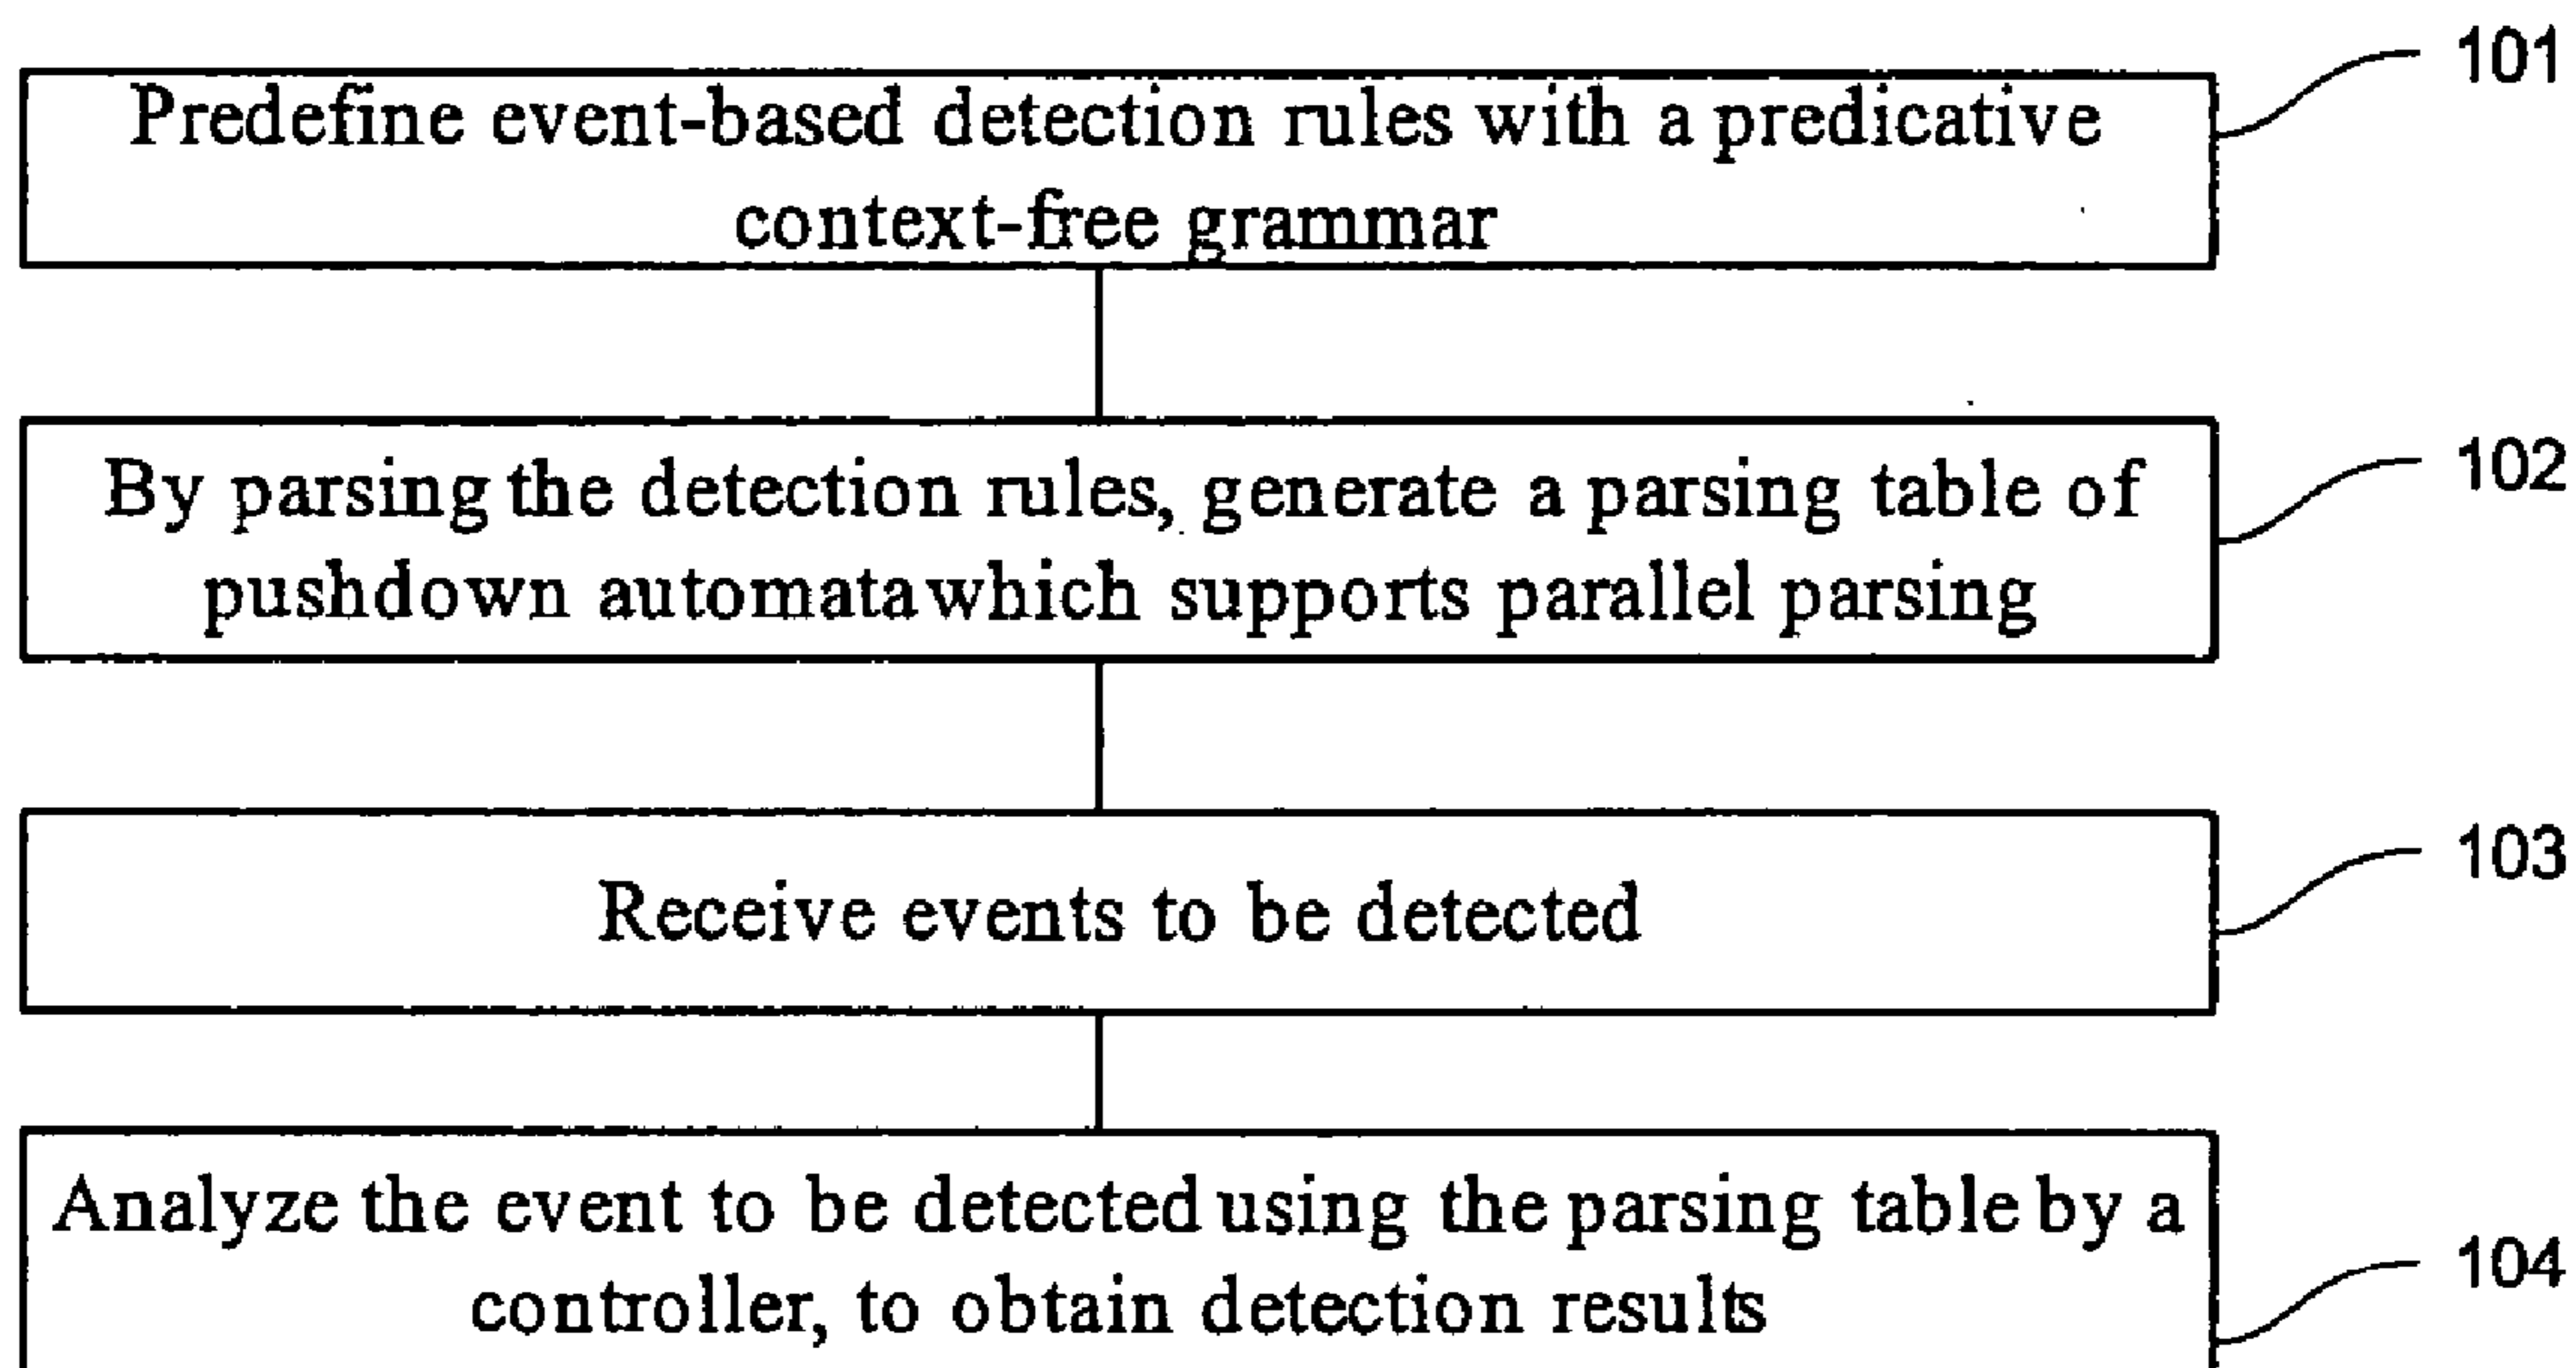 101
Predefine event-based detection rules with a predicative
context-free grammar
102
By parsing the detection rules, generate a parsing table of
pushdown automata which supports parallel parsing
103
Receive events to be detected
Analyze the event to be detected using the parsing table by a
104
controller, to obtain detection results